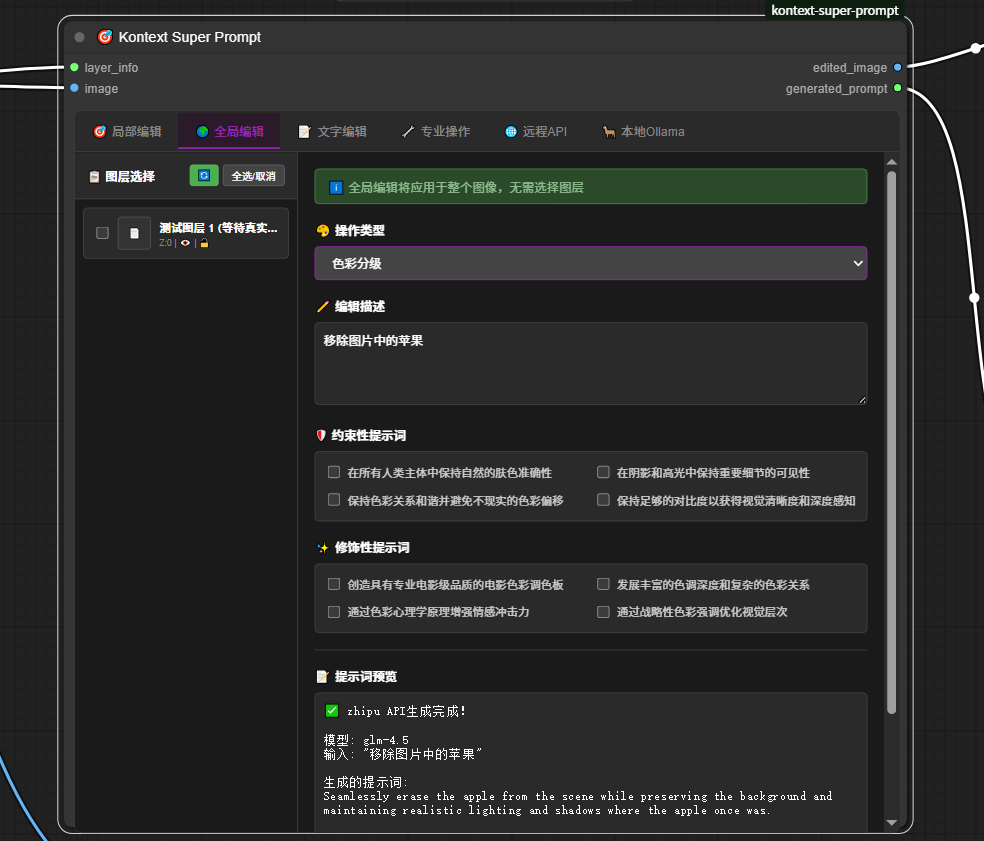 kontext-super-prompt
Kontext Super Prompt
layer_info
edited_image
image
generated_prompt
局部编辑
全局编辑
文字编辑
专业操作
远程API
本地Ollama
图层选择
全选/取消
测试图层 1 (等待真实...
Z:0 |
|
全局编辑将应用于整个图像，无需选择图层
操作类型
色彩分级
编辑描述
移除图片中的苹果
约束性提示词
在所有人类主体中保持自然的肤色准确性
在阴影和高光中保持重要细节的可见性
保持色彩关系和谐并避免不现实的色彩偏移
保持足够的对比度以获得视觉清晰度和深度感知
修饰性提示词
创造具有专业电影级品质的电影色彩调色板
发展丰富的色调深度和复杂的色彩关系
通过色彩心理学原理增强情感冲击力
通过战略性色彩强调优化视觉层次
提示词预览
zhipu API生成完成!
模型: glm-4.5
输入: "移除图片中的苹果"
生成的提示词:
Seamlessly erase the apple from the scene while preserving the background and
maintaining realistic lighting and shadows where the apple once was.